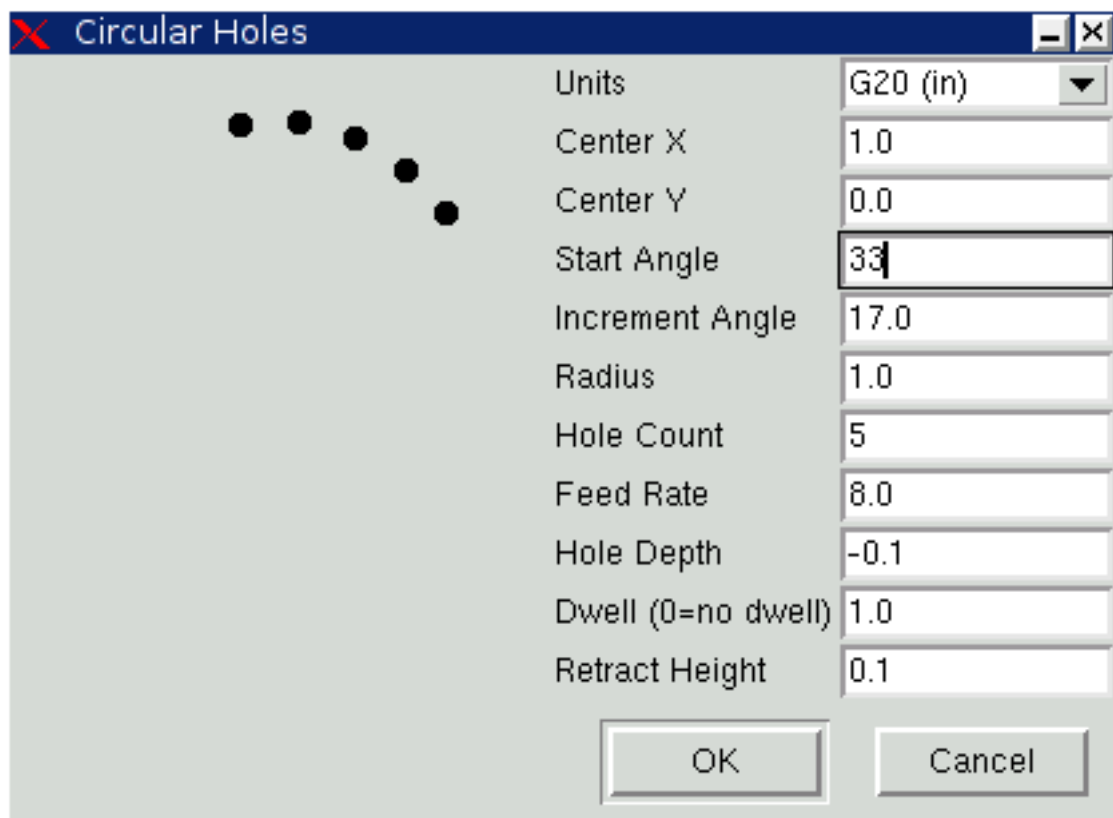 Circular Holes
Units G20 (in)
Center X 1.0
Center Y 0.0
Start Angle 33
Increment Angle 17.0
Radius 1.0
Hole Count 5
Feed Rate 8.0
Hole Depth -0.1
Dwell (0=no dwell) 1.0
Retract Height 0.1
OK Cancel